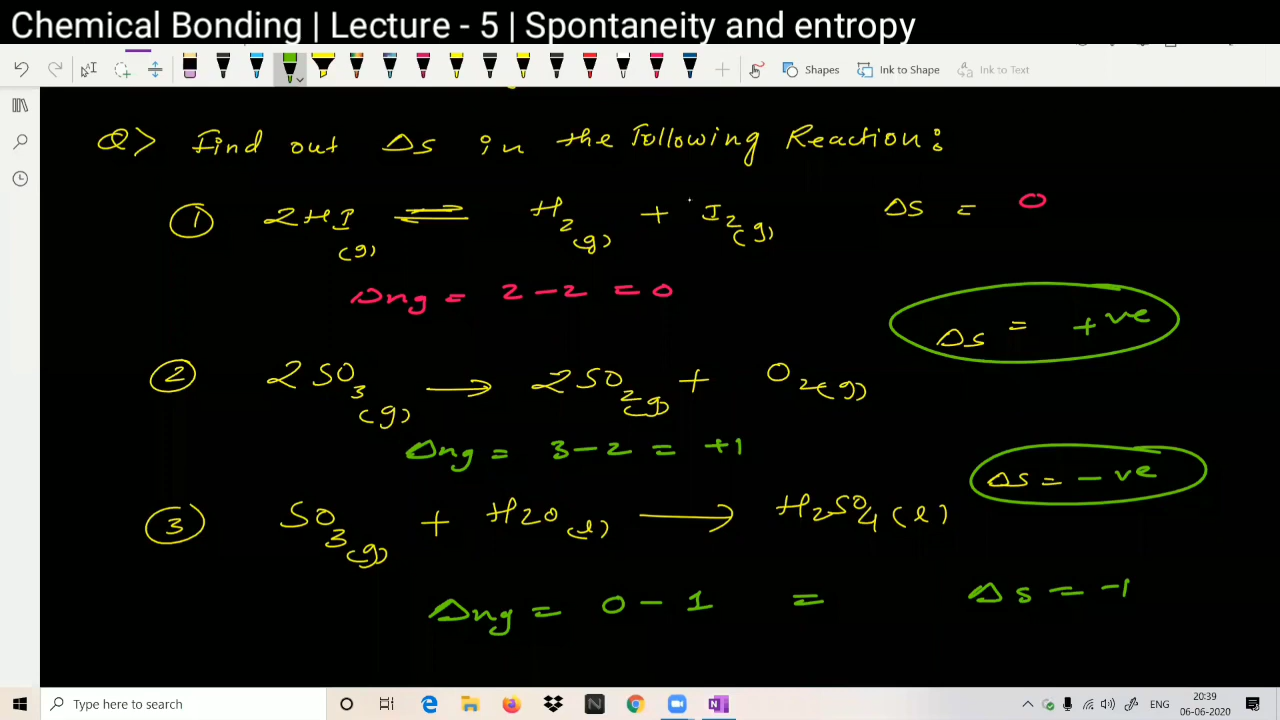 Chemical Bonding | Lecture - 5 | Spontaneity and entropy
Shapes Ink to Shape Ink to Text
Q> Find out Δs in the following Reaction:
① 2HI(g) ⇌ H2(g) + I2(g) ΔS = 0
Δng = 2 - 2 = 0
Δs = +ve
② 2SO3(g) → 2SO2(g) + O2(g)
Δng = 3 - 2 = +1
Δs = -ve
③ SO3(g) + H2O(l) → H2SO4(l)
Δng = 0 - 1 = Δs = -1
Type here to search
N
N
ENG
20:39
06-06-2020